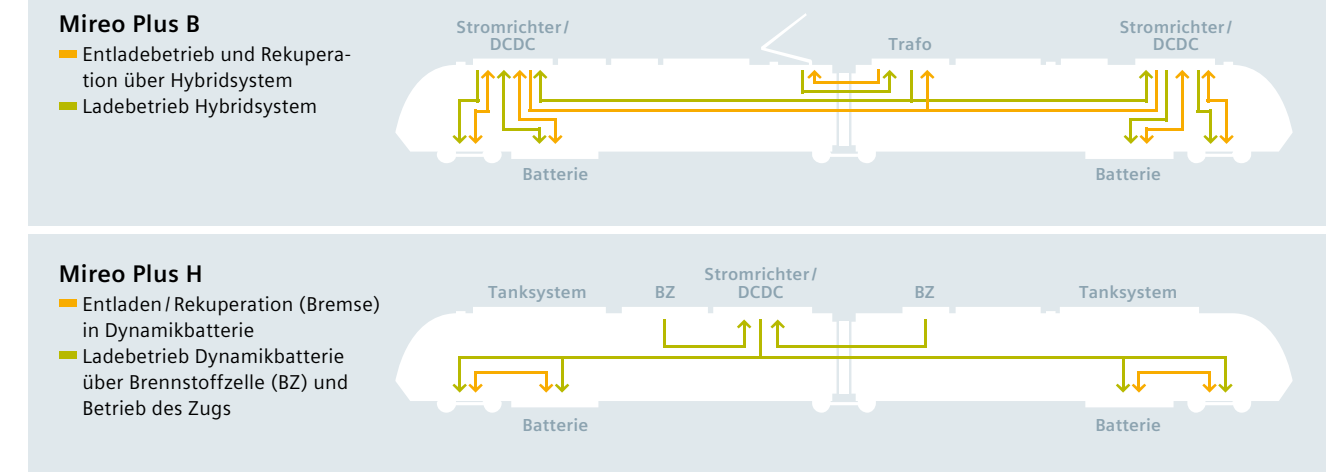 Mireo Plus B
Entladebetrieb und Rekupera-
tion über Hybridsystem
Ladebetrieb Hybridsystem
Stromrichter/
DCDC
Trafo
Stromrichter/
DCDC
Batterie
Batterie
Mireo Plus H
Entladen/Rekuperation (Bremse)
in Dynamikbatterie
Ladebetrieb Dynamikbatterie
über Brennstoffzelle (BZ) und
Betrieb des Zugs
Tanksystem
BZ
Stromrichter/
DCDC
BZ
Tanksystem
Batterie
Batterie